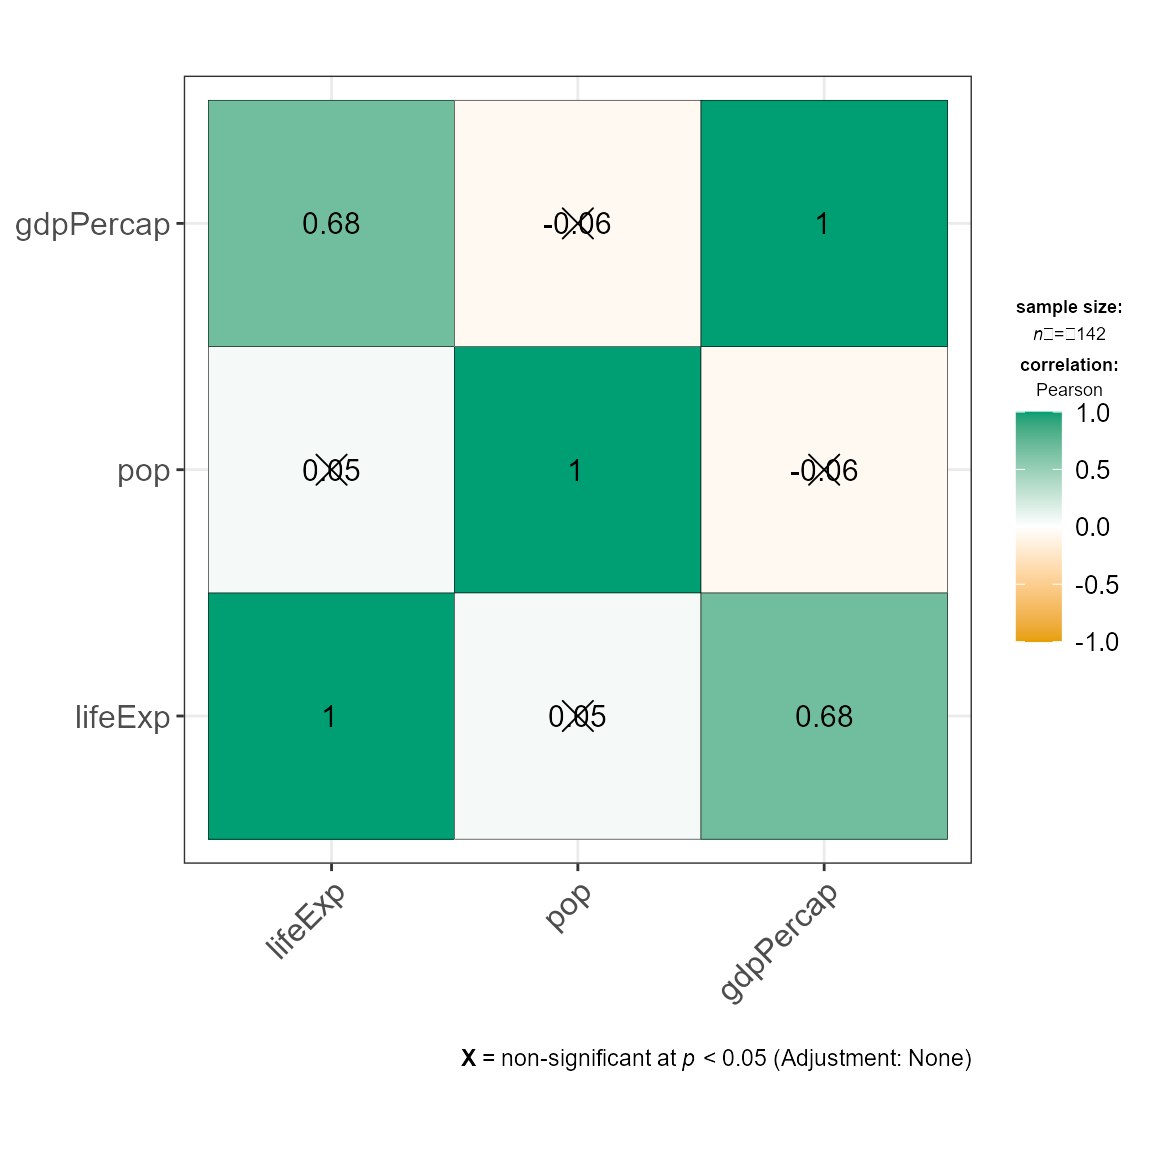 gdpPercap
0.68
-0.06
1
pop
0.05
1
-0.06
lifeExp
1
0.05
0.68
lifeExp
pop
gdpPercap
sample size:
n□=□142
correlation:
Pearson
1.0
0.5
0.0
-0.5
-1.0
X = non-significant at p < 0.05 (Adjustment: None)